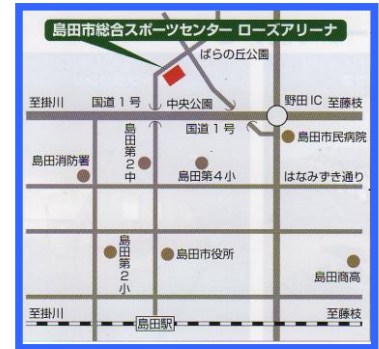 島田市総合スポーツセンター ローズアリーナ
ばらの丘公園
至掛川
国道1号
中央公園
野田IC
至藤枝
国道1号
島田市民病院
島田第2中
島田消防署
島田第4小
はなみずき通り
島田第2小
島田市役所
島田商高
至掛川
至藤枝
島田駅